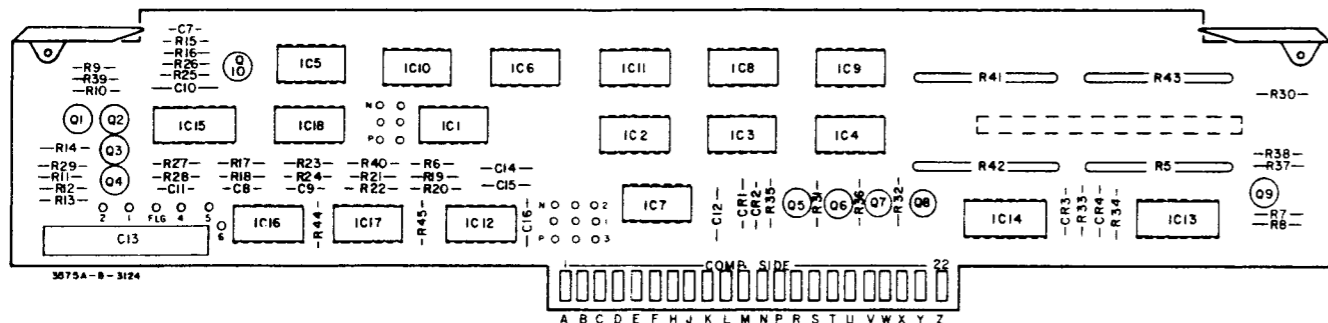 C7
R15
R16
R26
R25
C10
Q
10
R9
R39
R10
IC5
IC10
IC6
IC11
IC8
IC9
R41
R43
R30
Q1
Q2
IC15
IC18
N
P
IC1
IC2
IC3
IC4
R14
Q3
R29
R11
R12
R13
Q4
R27
R28
C11
R17
R18
C8
R23
R24
C9
R40
R21
R22
R6
R19
R20
C14
C15
R42
R5
R38
R37
Q9
R7
R8
2 1 FLG 4 5
6
C13
IC16
R44
IC17
R45
IC12
C16
N 2
1
P 3
IC7
C12
CR1
CR2
R35
Q5
R31
Q6
R36
Q7
R32
Q8
IC14
CR3
R33
CR4
R34
IC13
3675A-B-3124
1 COMP. SIDE 22
A B C D E F H J K L M N P R S T U V W X Y Z